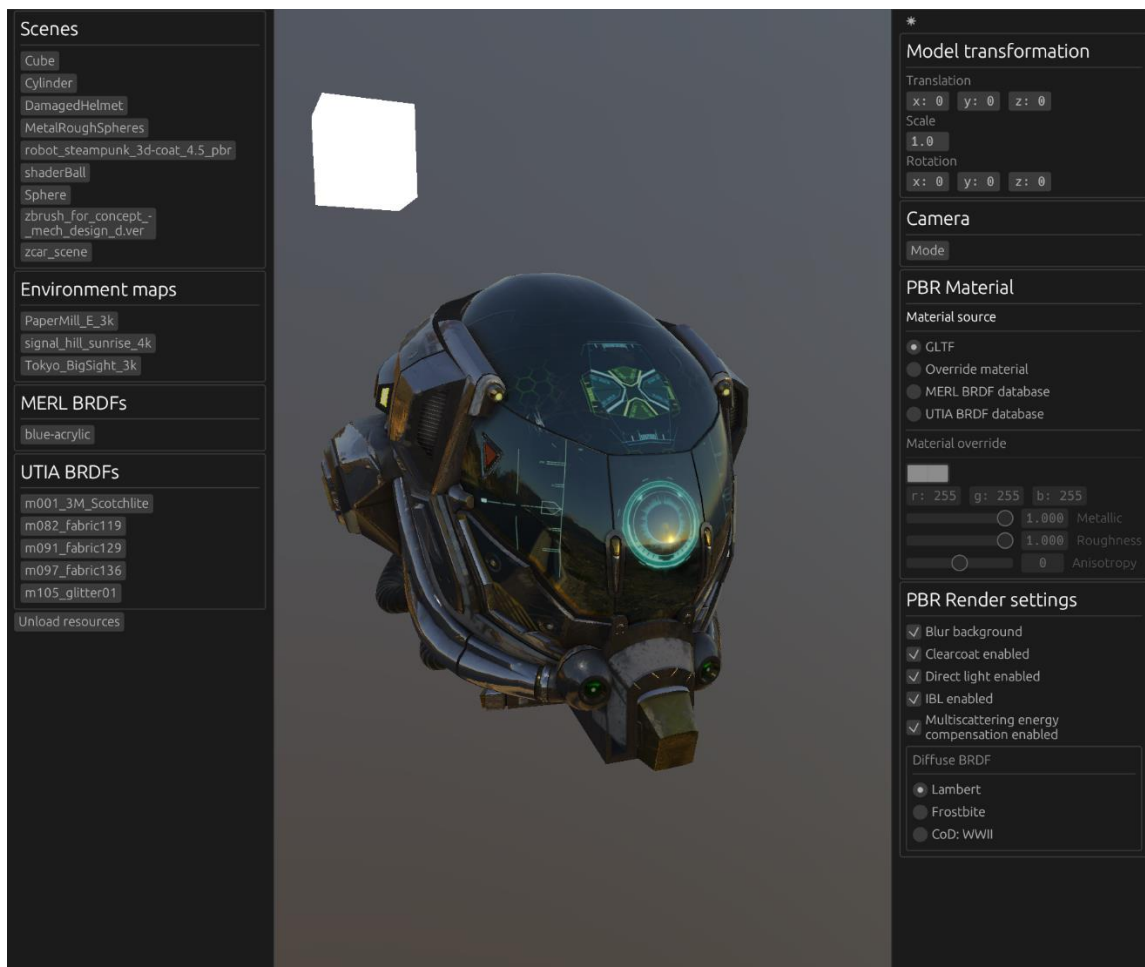 Scenes
Cube
Cylinder
DamagedHelmet
MetalRoughSpheres
robot_steampunk_3d-coat_4.5_pbr
shaderBall
Sphere
zbrush_for_concept_-
_mech_design_d.ver
zcar_scene
Environment maps
PaperMill_E_3k
signal_hill_sunrise_4k
Tokyo_BigSight_3k
MERL BRDFs
blue-acrylic
UTIA BRDFs
m001_3M_Scotchlite
m082_fabric119
m091_fabric129
m097_fabric136
m105_glitter01
Unload resources
Model transformation
Translation
x: 0 y: 0 z: 0
Scale
1.0
Rotation
x: 0 y: 0 z: 0
Camera
Mode
PBR Material
Material source
GLTF
Override material
MERL BRDF database
UTIA BRDF database
Material override
r: 255 g: 255 b: 255
1.000 Metallic
1.000 Roughness
0 Anisotropy
PBR Render settings
Blur background
Clearcoat enabled
Direct light enabled
IBL enabled
Multiscattering energy
compensation enabled
Diffuse BRDF
Lambert
Frostbite
CoD: WWII